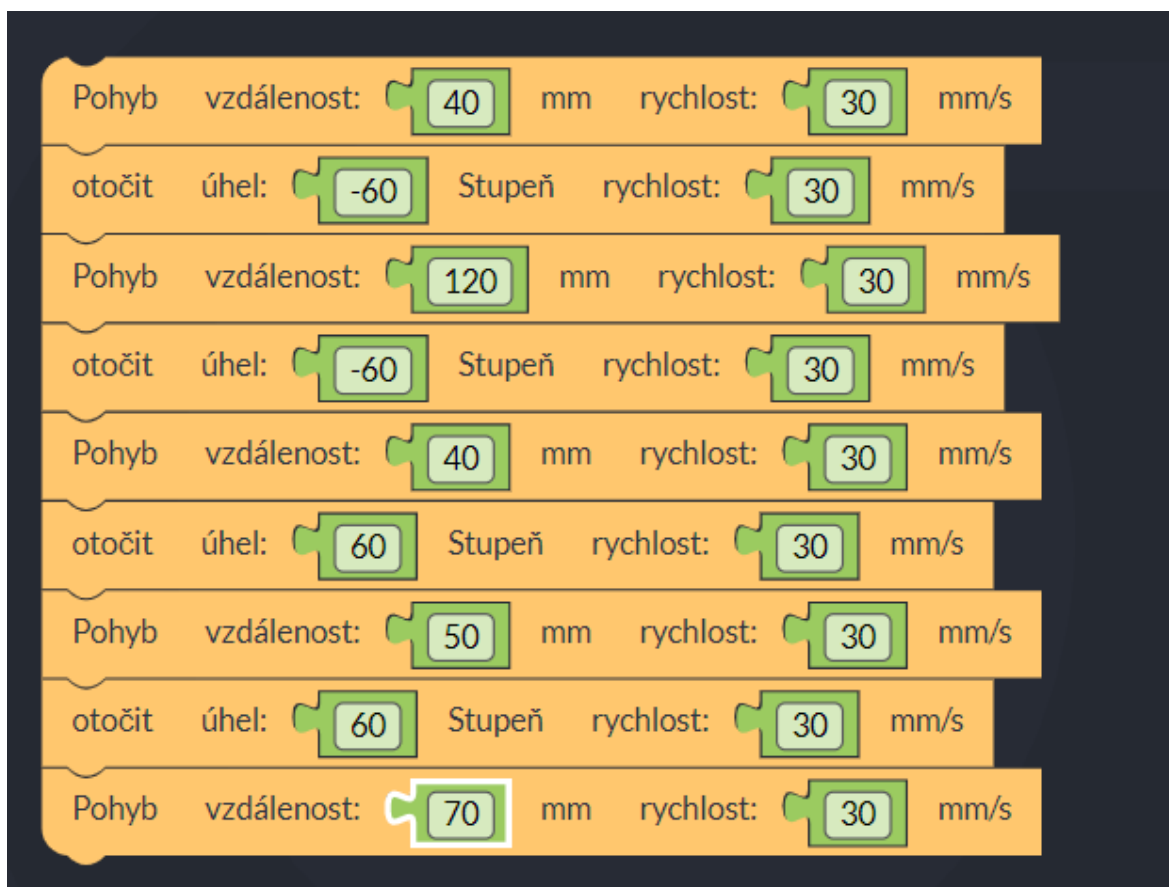 Pohyb vzdálenost: 40 mm rychlost: 30 mm/s
otočit úhel: -60 Stupeň rychlost: 30 mm/s
Pohyb vzdálenost: 120 mm rychlost: 30 mm/s
otočit úhel: -60 Stupeň rychlost: 30 mm/s
Pohyb vzdálenost: 40 mm rychlost: 30 mm/s
otočit úhel: 60 Stupeň rychlost: 30 mm/s
Pohyb vzdálenost: 50 mm rychlost: 30 mm/s
otočit úhel: 60 Stupeň rychlost: 30 mm/s
Pohyb vzdálenost: 70 mm rychlost: 30 mm/s